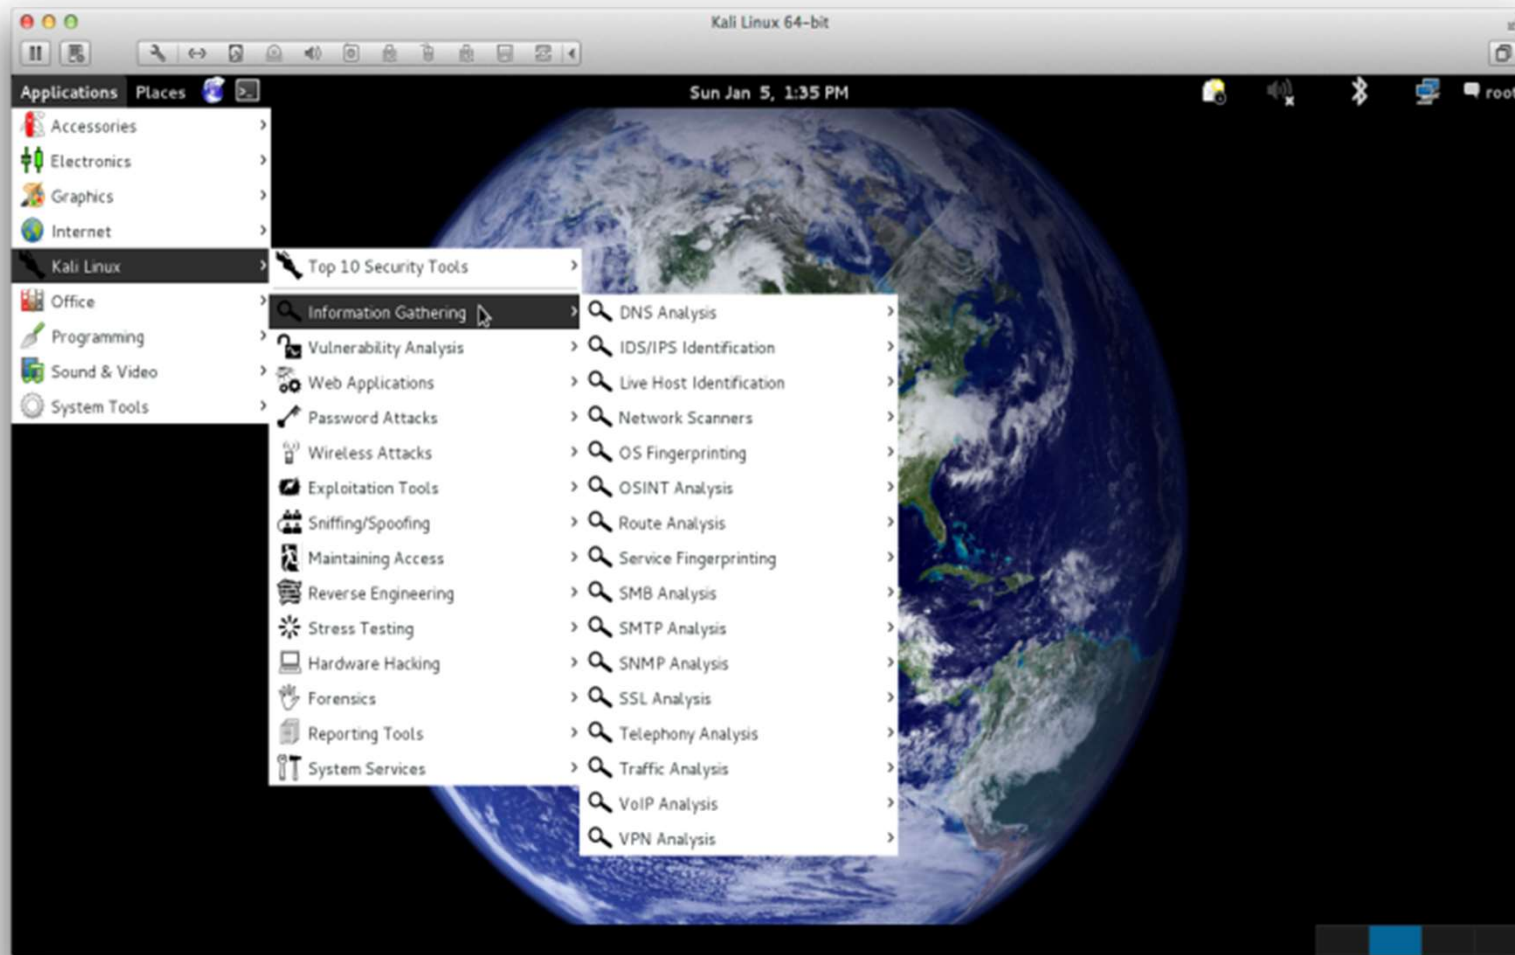 Kali Linux 64-bit
Applications Places
Sun Jan 5, 1:35 PM
root
Accessories
Electronics
Graphics
Internet
Kali Linux
Office
Programming
Sound & Video
System Tools
Top 10 Security Tools
Information Gathering
Vulnerability Analysis
Web Applications
Password Attacks
Wireless Attacks
Exploitation Tools
Sniffing/Spoofing
Maintaining Access
Reverse Engineering
Stress Testing
Hardware Hacking
Forensics
Reporting Tools
System Services
DNS Analysis
IDS/IPS Identification
Live Host Identification
Network Scanners
OS Fingerprinting
OSINT Analysis
Route Analysis
Service Fingerprinting
SMB Analysis
SMTP Analysis
SNMP Analysis
SSL Analysis
Telephony Analysis
Traffic Analysis
VoIP Analysis
VPN Analysis